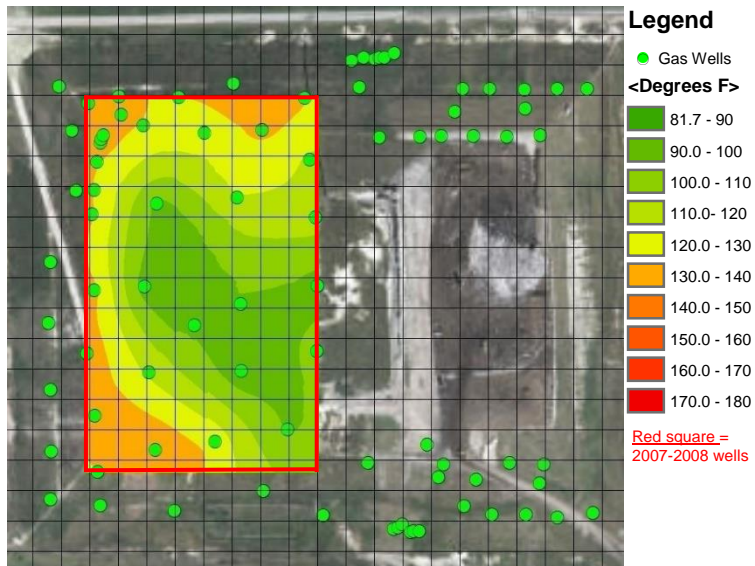 Legend
Gas Wells
<Degrees F>
81.7 - 90
90.0 - 100
100.0 - 110
110.0- 120
120.0 - 130
130.0 - 140
140.0 - 150
150.0 - 160
160.0 - 170
170.0 - 180
Red square =
2007-2008 wells